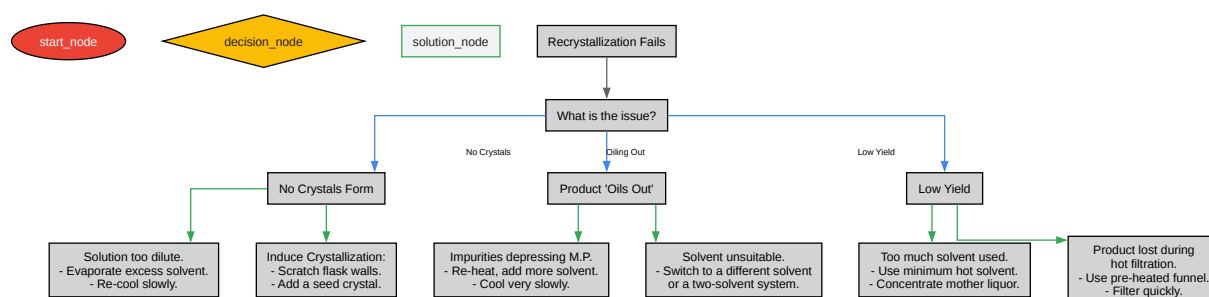 start_node
decision_node
solution_node
Recrystallization Fails
What is the issue?
No Crystals
Oiling Out
Low Yield
No Crystals Form
Product 'Oils Out'
Low Yield
Solution too dilute.
- Evaporate excess solvent.
- Re-cool slowly.
Induce Crystallization:
- Scratch flask walls.
- Add a seed crystal.
Impurities depressing M.P.
- Re-heat, add more solvent.
- Cool very slowly.
Solvent unsuitable.
- Switch to a different solvent
or a two-solvent system.
Too much solvent used.
- Use minimum hot solvent.
- Concentrate mother liquor.
Product lost during
hot filtration.
- Use pre-heated funnel.
- Filter quickly.